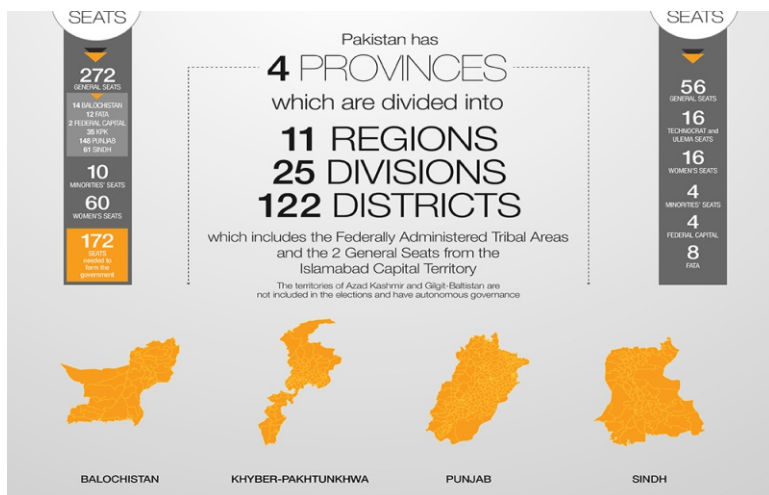 SEATS
272
GENERAL SEATS
14 BALOCHISTAN
12 FATA
2 FEDERAL CAPITAL
35 KPK
148 PUNJAB
61 SINDH
10
MINORITIES' SEATS
60
WOMEN'S SEATS
172
SEATS
needed to
form the
government
Pakistan has
4 PROVINCES
which are divided into
11 REGIONS
25 DIVISIONS
122 DISTRICTS
which includes the Federally Administered Tribal Areas
and the 2 General Seats from the
Islamabad Capital Territory
The territories of Azad Kashmir and Gilgit-Baltistan are
not included in the elections and have autonomous governance
SEATS
56
GENERAL SEATS
16
TECHNOCRAT and
ULEMA SEATS
16
WOMEN'S SEATS
4
MINORITIES' SEATS
4
FEDERAL CAPITAL
8
FATA
BALOCHISTAN
KHYBER-PAKHTUNKHWA
PUNJAB
SINDH